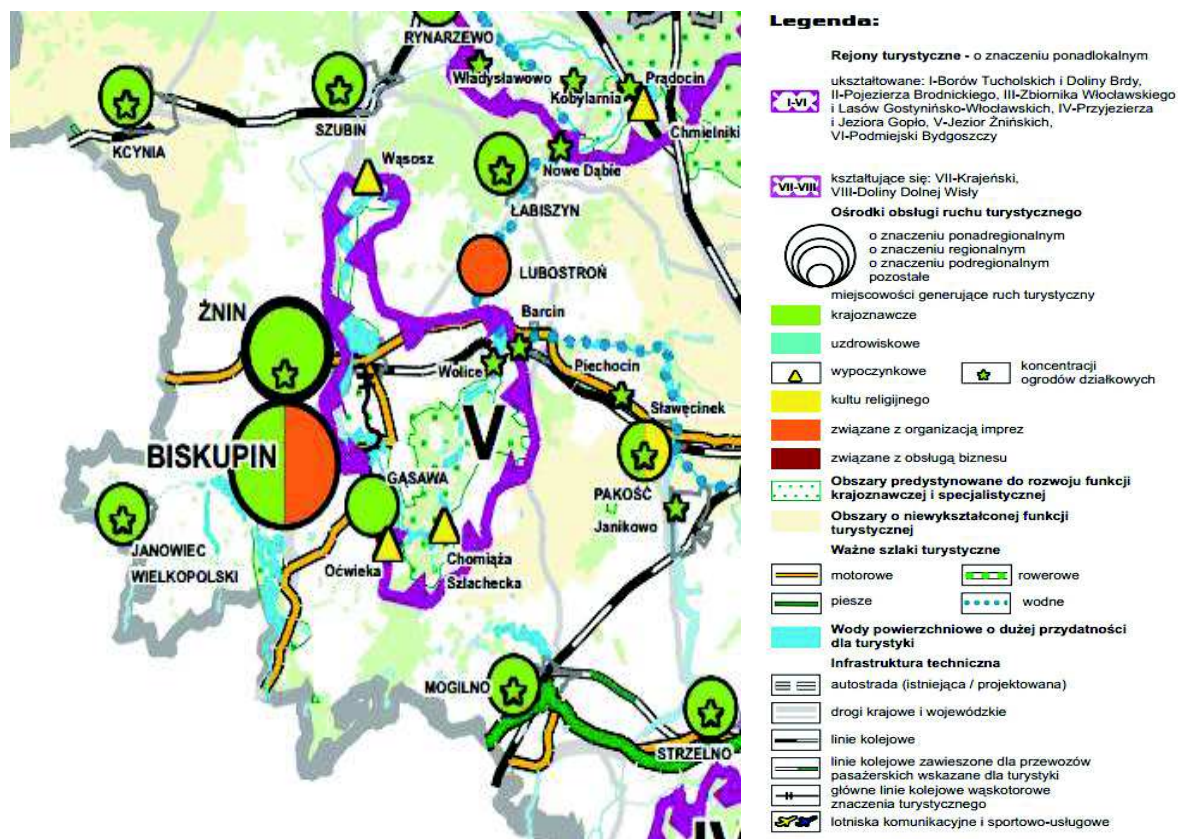 RYNARZEWO
Władysławowo
Prądocin
Kobylarnia
SZUBIN
KCYNIA
Chmielniki
Wąsosz
Nowe Dąbie
ŁABISZYN
LUBOSTROŃ
ŻNIN
Barcin
Wolice
Piechocin
Sławęcinek
V
BISKUPIN
GĄSAWA
PAKOŚĆ
Janikowo
JANOWIEC
WIELKOPOLSKI
Oćwieka
Chomiąża
Szlachecka
MOGILNO
STRZELNO
IV
Legenda:
Rejony turystyczne - o znaczeniu ponadlokalnym
I-VI
ukształtowane: I-Borów Tucholskich i Doliny Brdy,
II-Pojezierza Brodnickiego, III-Zbiornika Włocławskiego
i Lasów Gostynińsko-Włocławskich, IV-Przyjezierza
i Jeziora Gopło, V-Jezior Żnińskich,
VI-Podmiejski Bydgoszczy
VII-VIII
kształtujące się: VII-Krajeński,
VIII-Doliny Dolnej Wisły
Ośrodki obsługi ruchu turystycznego
o znaczeniu ponadregionalnym
o znaczeniu regionalnym
o znaczeniu podregionalnym
pozostałe
miejscowości generujące ruch turystyczny
krajoznawcze
uzdrowiskowe
wypoczynkowe
koncentracji
ogrodów działkowych
kultu religijnego
związane z organizacją imprez
związane z obsługą biznesu
Obszary predystynowane do rozwoju funkcji
krajoznawczej i specjalistycznej
Obszary o niewykształconej funkcji
turystycznej
Ważne szlaki turystyczne
motorowe
rowerowe
piesze
wodne
Wody powierzchniowe o dużej przydatności
dla turystyki
Infrastruktura techniczna
autostrada (istniejąca / projektowana)
drogi krajowe i wojewódzkie
linie kolejowe
linie kolejowe zawieszone dla przewozów
pasażerskich wskazane dla turystyki
główne linie kolejowe wąskotorowe
znaczenia turystycznego
lotniska komunikacyjne i sportowo-usługowe